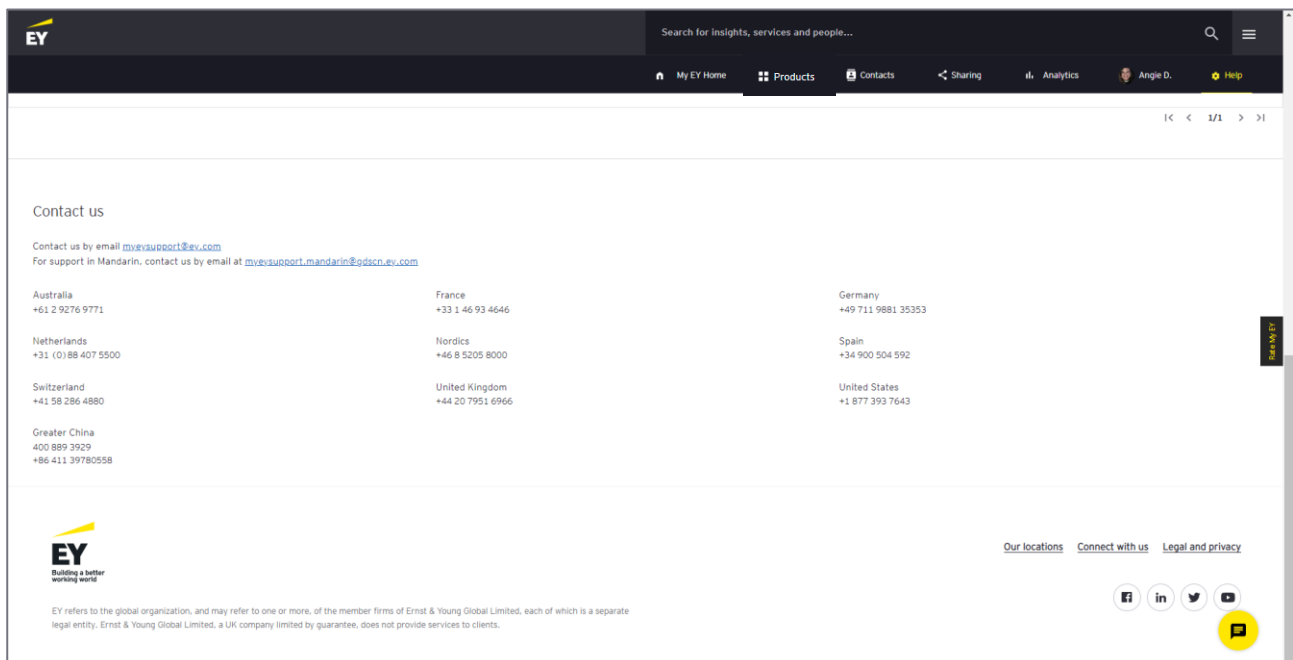 EY
Search for insights, services and people...
My EY Home
Products
Contacts
Sharing
Analytics
Angie D.
Help
1/1
Contact us
Contact us by email myeysupport@ey.com
For support in Mandarin, contact us by email at myeysupport.mandarin@gdscn.ey.com
Australia
+61 2 9276 9771
France
+33 1 46 93 4646
Germany
+49 711 9881 35353
Netherlands
+31 (0)88 407 5500
Nordics
+46 8 5205 8000
Spain
+34 900 504 592
Switzerland
+41 58 286 4880
United Kingdom
+44 20 7951 6966
United States
+1 877 393 7643
Greater China
400 889 3929
+86 411 39780558
Rate My EY
EY
Building a better
working world
Our locations
Connect with us
Legal and privacy
EY refers to the global organization, and may refer to one or more, of the member firms of Ernst & Young Global Limited, each of which is a separate
legal entity. Ernst & Young Global Limited, a UK company limited by guarantee, does not provide services to clients.